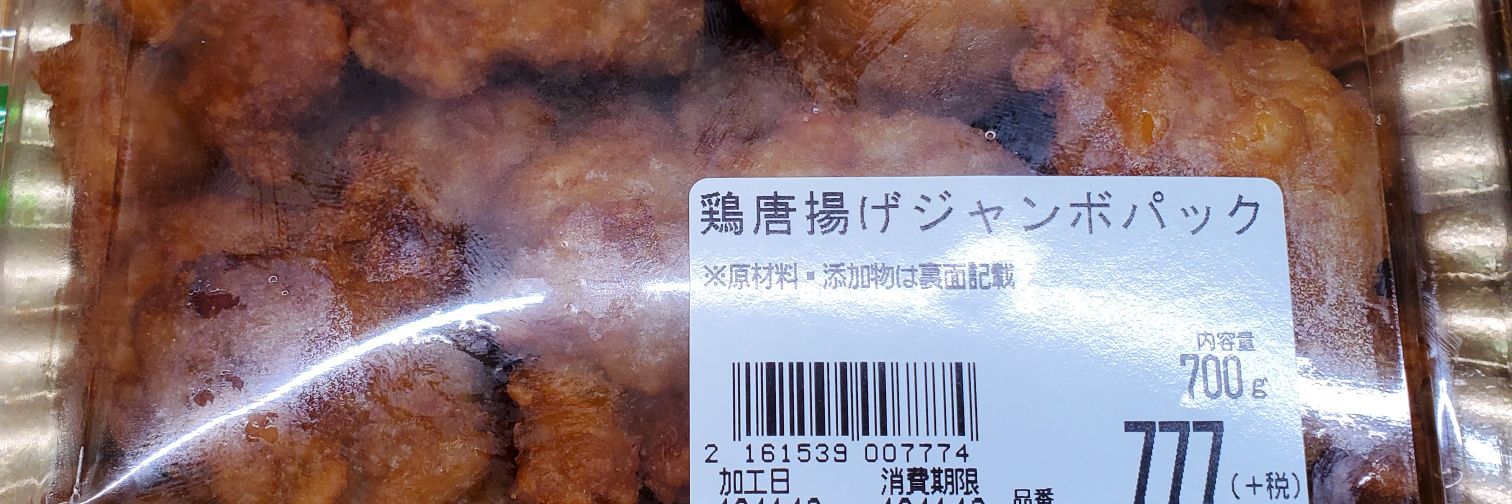 鶏唐揚げジャンボパック
※原材料・添加物は裏面記載
内容量
700g
2 161539 007774
777(+税)
加工日 消費期限
品番